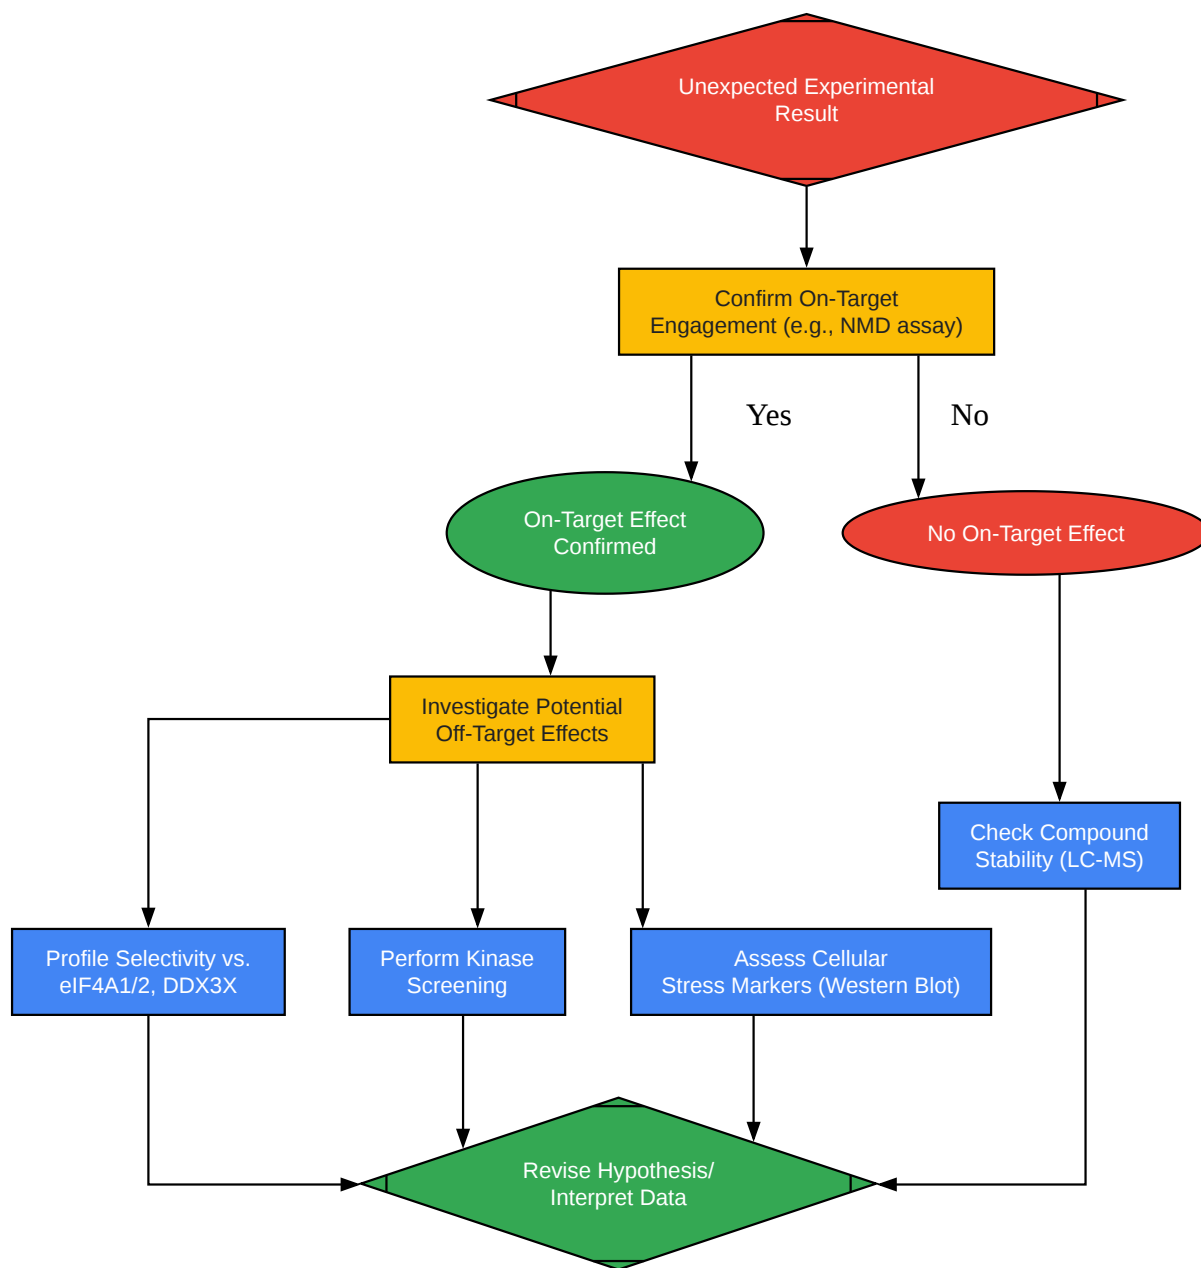 Unexpected Experimental
Result
Confirm On-Target
Engagement (e.g., NMD assay)
Yes
No
On-Target Effect
Confirmed
No On-Target Effect
Investigate Potential
Off-Target Effects
Check Compound
Stability (LC-MS)
Profile Selectivity vs.
eIF4A1/2, DDX3X
Perform Kinase
Screening
Assess Cellular
Stress Markers (Western Blot)
Revise Hypothesis/
Interpret Data